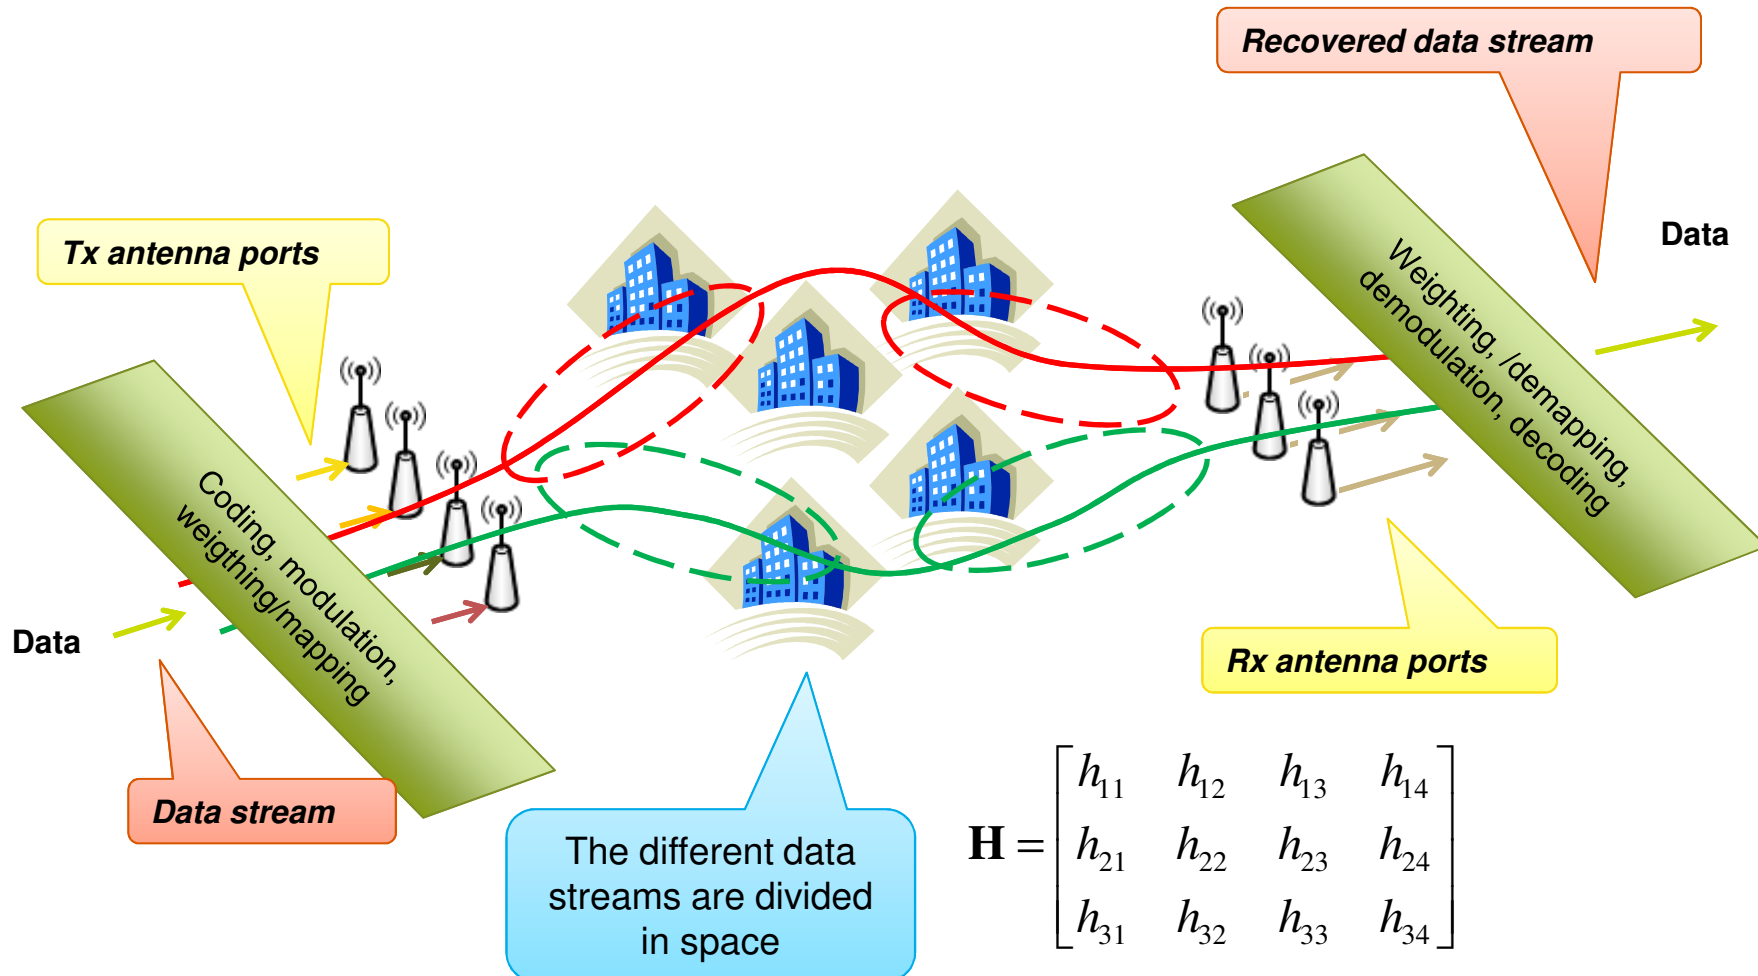 Recovered data stream
Tx antenna ports
Data
Weighting, /demapping,
demodulation, decoding
Coding, modulation,
weigthing/mapping
Data
Rx antenna ports
Data stream
The different data
streams are divided
in space
H = [h11 h12 h13 h14
h21 h22 h23 h24
h31 h32 h33 h34]